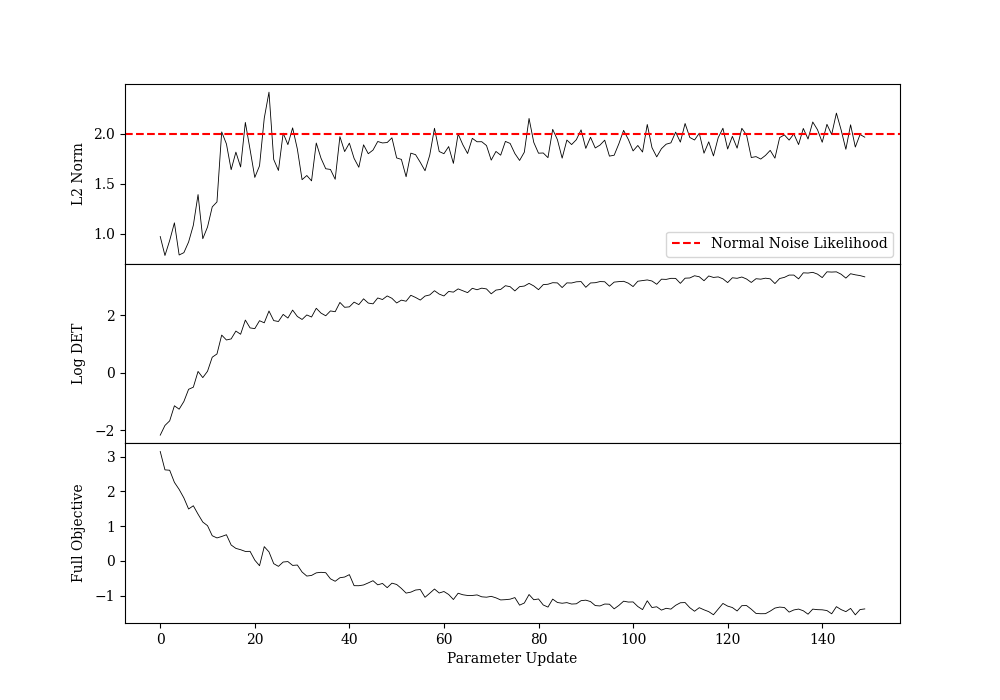 2.0
1.5
1.0
L2 Norm
Normal Noise Likelihood
2
0
−2
Log DET
3
2
1
0
−1
Full Objective
0 20 40 60 80 100 120 140
Parameter Update